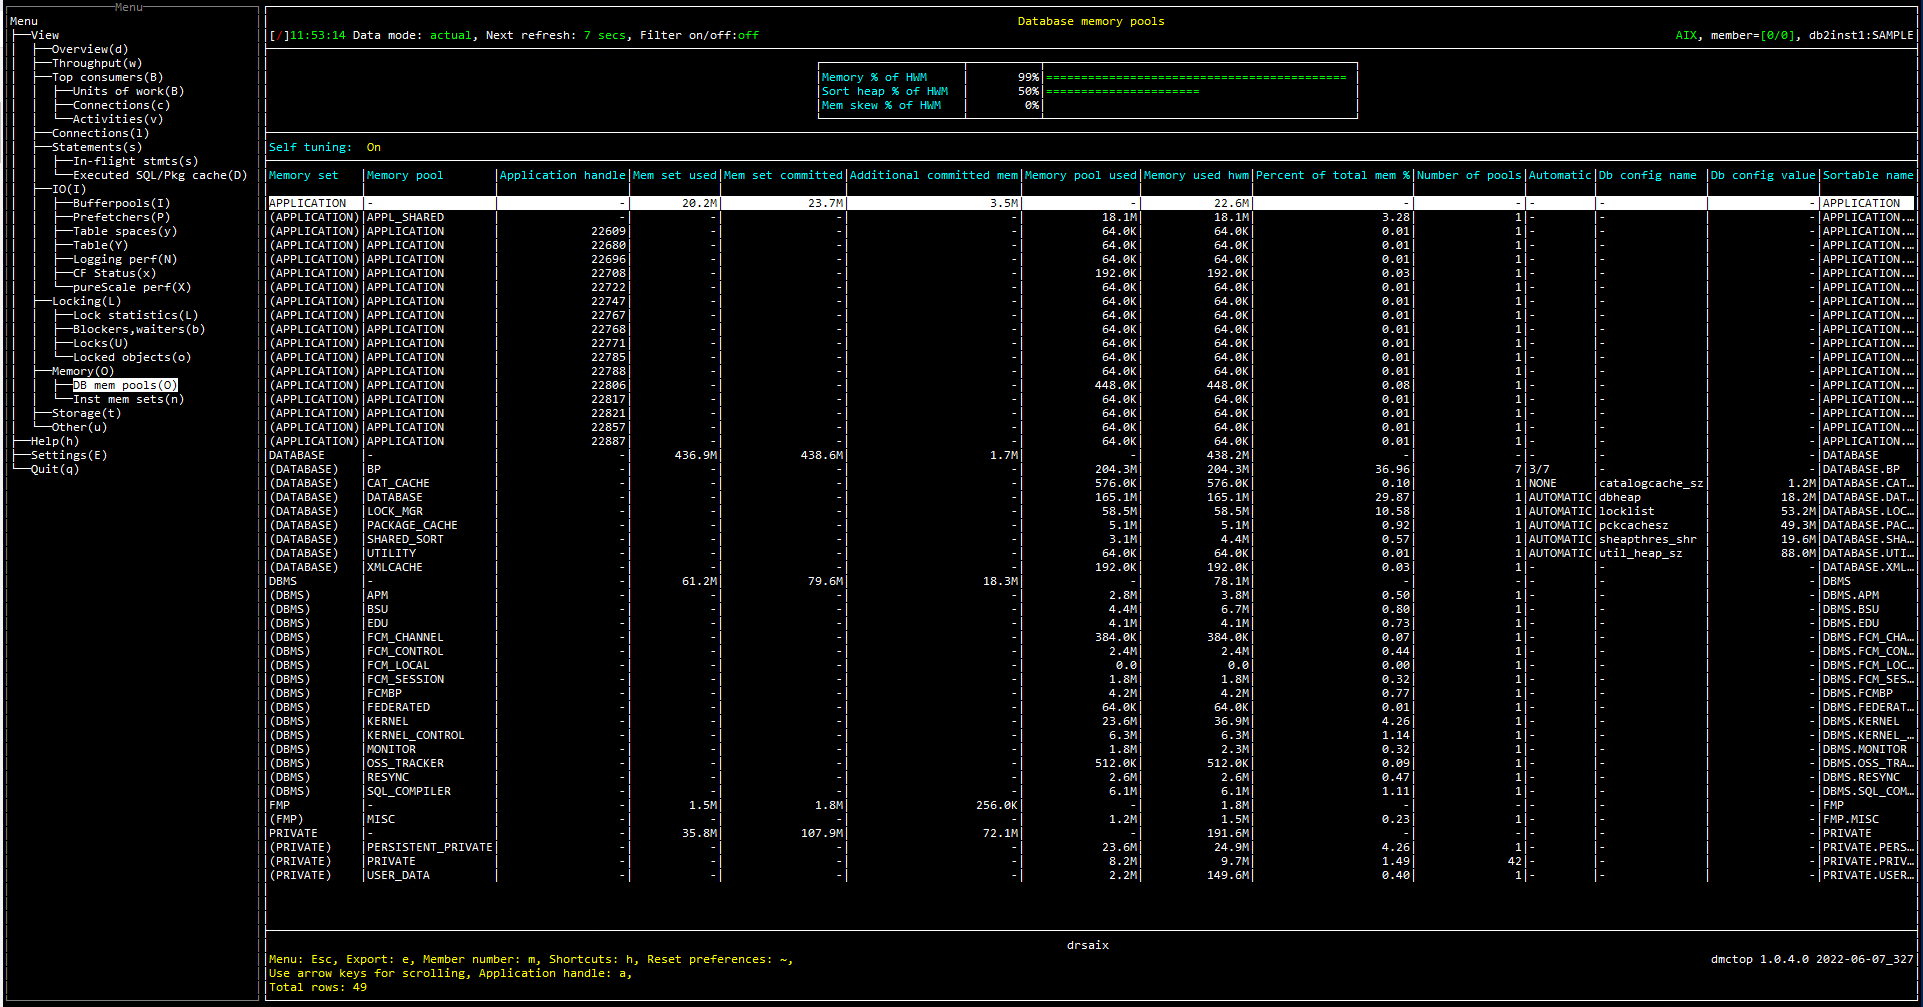 Menu
Menu
View
Overview(d)
Throughput(w)
Top consumers(B)
Units of work(B)
Connections(c)
Activities(v)
Connections(l)
Statements(s)
In-flight stmts(s)
Executed SQL/Pkg cache(D)
IO(I)
Bufferpools(I)
Prefetchers(P)
Table spaces(y)
Table(Y)
Logging perf(N)
CF Status(x)
pureScale perf(X)
Locking(L)
Lock statistics(L)
Blockers,waiters(b)
Locks(U)
Locked objects(o)
Memory(O)
DB mem pools(O)
Inst mem sets(n)
Storage(t)
Other(u)
Help(h)
Settings(E)
Quit(q)
Database memory pools
[/]11:53:14 Data mode: actual, Next refresh: 7 secs, Filter on/off:off AIX, member=[0/0], db2inst1:SAMPLE
Memory % of HWM 99% ===========================================
Sort heap % of HWM 50% ======================
Mem skew % of HWM 0%
Self tuning: On
Memory set |Memory pool |Application handle|Mem set used|Mem set committed|Additional committed mem|Memory pool used|Memory used hwm|Percent of total mem %|Number of pools|Automatic|Db config name |Db config value|Sortable name
APPLICATION |- | -| 20.2M| 23.7M| 3.5M| -| 22.6M| -| -|- |- | -|APPLICATION
(APPLICATION)|APPL_SHARED | -| -| -| -| 18.1M| 18.1M| 3.28| 1|- |- | -|APPLICATION.…
(APPLICATION)|APPLICATION | 22609| -| -| -| 64.0K| 64.0K| 0.01| 1|- |- | -|APPLICATION.…
(APPLICATION)|APPLICATION | 22680| -| -| -| 64.0K| 64.0K| 0.01| 1|- |- | -|APPLICATION.…
(APPLICATION)|APPLICATION | 22696| -| -| -| 64.0K| 64.0K| 0.01| 1|- |- | -|APPLICATION.…
(APPLICATION)|APPLICATION | 22708| -| -| -| 192.0K| 192.0K| 0.03| 1|- |- | -|APPLICATION.…
(APPLICATION)|APPLICATION | 22722| -| -| -| 64.0K| 64.0K| 0.01| 1|- |- | -|APPLICATION.…
(APPLICATION)|APPLICATION | 22747| -| -| -| 64.0K| 64.0K| 0.01| 1|- |- | -|APPLICATION.…
(APPLICATION)|APPLICATION | 22767| -| -| -| 64.0K| 64.0K| 0.01| 1|- |- | -|APPLICATION.…
(APPLICATION)|APPLICATION | 22768| -| -| -| 64.0K| 64.0K| 0.01| 1|- |- | -|APPLICATION.…
(APPLICATION)|APPLICATION | 22771| -| -| -| 64.0K| 64.0K| 0.01| 1|- |- | -|APPLICATION.…
(APPLICATION)|APPLICATION | 22785| -| -| -| 64.0K| 64.0K| 0.01| 1|- |- | -|APPLICATION.…
(APPLICATION)|APPLICATION | 22788| -| -| -| 64.0K| 64.0K| 0.01| 1|- |- | -|APPLICATION.…
(APPLICATION)|APPLICATION | 22806| -| -| -| 448.0K| 448.0K| 0.08| 1|- |- | -|APPLICATION.…
(APPLICATION)|APPLICATION | 22817| -| -| -| 64.0K| 64.0K| 0.01| 1|- |- | -|APPLICATION.…
(APPLICATION)|APPLICATION | 22821| -| -| -| 64.0K| 64.0K| 0.01| 1|- |- | -|APPLICATION.…
(APPLICATION)|APPLICATION | 22857| -| -| -| 64.0K| 64.0K| 0.01| 1|- |- | -|APPLICATION.…
(APPLICATION)|APPLICATION | 22887| -| -| -| 64.0K| 64.0K| 0.01| 1|- |- | -|APPLICATION.…
DATABASE |- | -| 436.9M| 438.6M| 1.7M| -| 438.2M| -| -|- |- | -|DATABASE
(DATABASE) |BP | -| -| -| -| 204.3M| 204.3M| 36.96| 7|3/7 |- | -|DATABASE.BP
(DATABASE) |CAT_CACHE | -| -| -| -| 576.0K| 576.0K| 0.10| 1|NONE |catalogcache_sz| 1.2M|DATABASE.CAT…
(DATABASE) |DATABASE | -| -| -| -| 165.1M| 165.1M| 29.87| 1|AUTOMATIC|dbheap | 18.2M|DATABASE.DAT…
(DATABASE) |LOCK_MGR | -| -| -| -| 58.5M| 58.5M| 10.58| 1|AUTOMATIC|locklist | 53.2M|DATABASE.LOC…
(DATABASE) |PACKAGE_CACHE | -| -| -| -| 5.1M| 5.1M| 0.92| 1|AUTOMATIC|pckcachesz | 49.3M|DATABASE.PAC…
(DATABASE) |SHARED_SORT | -| -| -| -| 3.1M| 4.4M| 0.57| 1|AUTOMATIC|sheapthres_shr | 19.6M|DATABASE.SHA…
(DATABASE) |UTILITY | -| -| -| -| 64.0K| 64.0K| 0.01| 1|AUTOMATIC|util_heap_sz | 88.0M|DATABASE.UTI…
(DATABASE) |XMLCACHE | -| -| -| -| 192.0K| 192.0K| 0.03| 1|- |- | -|DATABASE.XML…
DBMS |- | -| 61.2M| 79.6M| 18.3M| -| 78.1M| -| -|- |- | -|DBMS
(DBMS) |APM | -| -| -| -| 2.8M| 3.8M| 0.50| 1|- |- | -|DBMS.APM
(DBMS) |BSU | -| -| -| -| 4.4M| 6.7M| 0.80| 1|- |- | -|DBMS.BSU
(DBMS) |EDU | -| -| -| -| 4.1M| 4.1M| 0.73| 1|- |- | -|DBMS.EDU
(DBMS) |FCM_CHANNEL | -| -| -| -| 384.0K| 384.0K| 0.07| 1|- |- | -|DBMS.FCM_CHA…
(DBMS) |FCM_CONTROL | -| -| -| -| 2.4M| 2.4M| 0.44| 1|- |- | -|DBMS.FCM_CON…
(DBMS) |FCM_LOCAL | -| -| -| -| 0.0| 0.0| 0.00| 1|- |- | -|DBMS.FCM_LOC…
(DBMS) |FCM_SESSION | -| -| -| -| 1.8M| 1.8M| 0.32| 1|- |- | -|DBMS.FCM_SES…
(DBMS) |FCMBP | -| -| -| -| 4.2M| 4.2M| 0.77| 1|- |- | -|DBMS.FCMBP
(DBMS) |FEDERATED | -| -| -| -| 64.0K| 64.0K| 0.01| 1|- |- | -|DBMS.FEDERAT…
(DBMS) |KERNEL | -| -| -| -| 23.6M| 36.9M| 4.26| 1|- |- | -|DBMS.KERNEL
(DBMS) |KERNEL_CONTROL | -| -| -| -| 6.3M| 6.3M| 1.14| 1|- |- | -|DBMS.KERNEL_…
(DBMS) |MONITOR | -| -| -| -| 1.8M| 2.3M| 0.32| 1|- |- | -|DBMS.MONITOR
(DBMS) |OSS_TRACKER | -| -| -| -| 512.0K| 512.0K| 0.09| 1|- |- | -|DBMS.OSS_TRA…
(DBMS) |RESYNC | -| -| -| -| 2.6M| 2.6M| 0.47| 1|- |- | -|DBMS.RESYNC
(DBMS) |SQL_COMPILER | -| -| -| -| 6.1M| 6.1M| 1.11| 1|- |- | -|DBMS.SQL_COM…
FMP |- | -| 1.5M| 1.8M| 256.0K| -| 1.8M| -| -|- |- | -|FMP
(FMP) |MISC | -| -| -| -| 1.2M| 1.5M| 0.23| 1|- |- | -|FMP.MISC
PRIVATE |- | -| 35.8M| 107.9M| 72.1M| -| 191.6M| -| -|- |- | -|PRIVATE
(PRIVATE) |PERSISTENT_PRIVATE| -| -| -| -| 23.6M| 24.9M| 4.26| 1|- |- | -|PRIVATE.PERS…
(PRIVATE) |PRIVATE | -| -| -| -| 8.2M| 9.7M| 1.49| 42|- |- | -|PRIVATE.PRIV…
(PRIVATE) |USER_DATA | -| -| -| -| 2.2M| 149.6M| 0.40| 1|- |- | -|PRIVATE.USER…
drsaix
Menu: Esc, Export: e, Member number: m, Shortcuts: h, Reset preferences: ~, dmctop 1.0.4.0 2022-06-07_327
Use arrow keys for scrolling, Application handle: a,
Total rows: 49